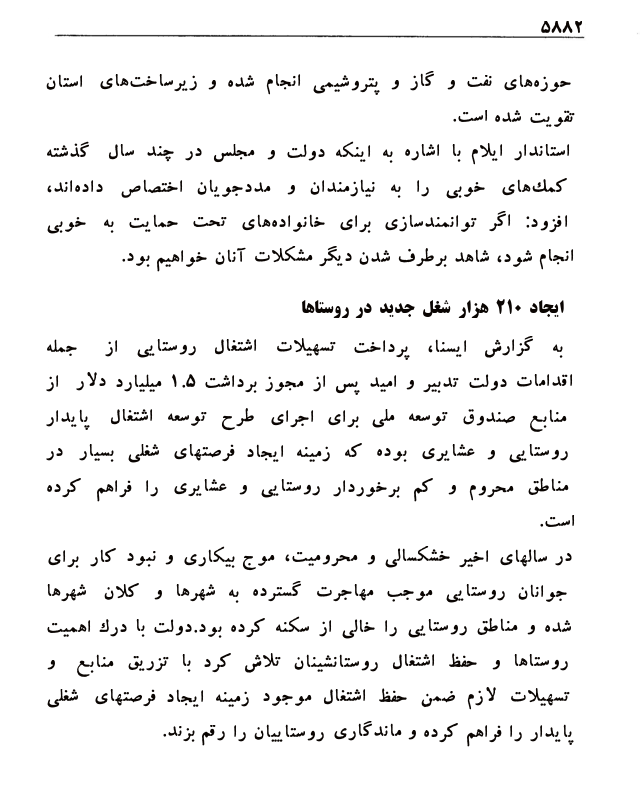 ۵۸۸۲
حوزه‌های نفت و گاز و پتروشیمی انجام شده و زیرساخت‌های استان
تقویت شده است.
استاندار ایلام با اشاره به اینکه دولت و مجلس در چند سال گذشته
کمك‌های خوبی را به نیازمندان و مددجویان اختصاص داده‌اند،
افزود: اگر توانمندسازی برای خانواده‌های تحت حمایت به خوبی
انجام شود، شاهد برطرف شدن دیگر مشکلات آنان خواهیم بود.
ایجاد ۲۱۰ هزار شغل جدید در روستاها
به گزارش ایسنا، پرداخت تسهیلات اشتغال روستایی از جمله
اقدامات دولت تدبیر و امید پس از مجوز برداشت ۱.۵ میلیارد دلار از
منابع صندوق توسعه ملی برای اجرای طرح توسعه اشتغال پایدار
روستایی و عشایری بوده که زمینه ایجاد فرصتهای شغلی بسیار در
مناطق محروم و کم برخوردار روستایی و عشایری را فراهم کرده
است.
در سالهای اخیر خشکسالی و محرومیت، موج بیکاری و نبود کار برای
جوانان روستایی موجب مهاجرت گسترده به شهرها و کلان شهرها
شده و مناطق روستایی را خالی از سکنه کرده بود.دولت با درك اهمیت
روستاها و حفظ اشتغال روستانشینان تلاش کرد با تزریق منابع و
تسهیلات لازم ضمن حفظ اشتغال موجود زمینه ایجاد فرصتهای شغلی
پایدار را فراهم کرده و ماندگاری روستاییان را رقم بزند.